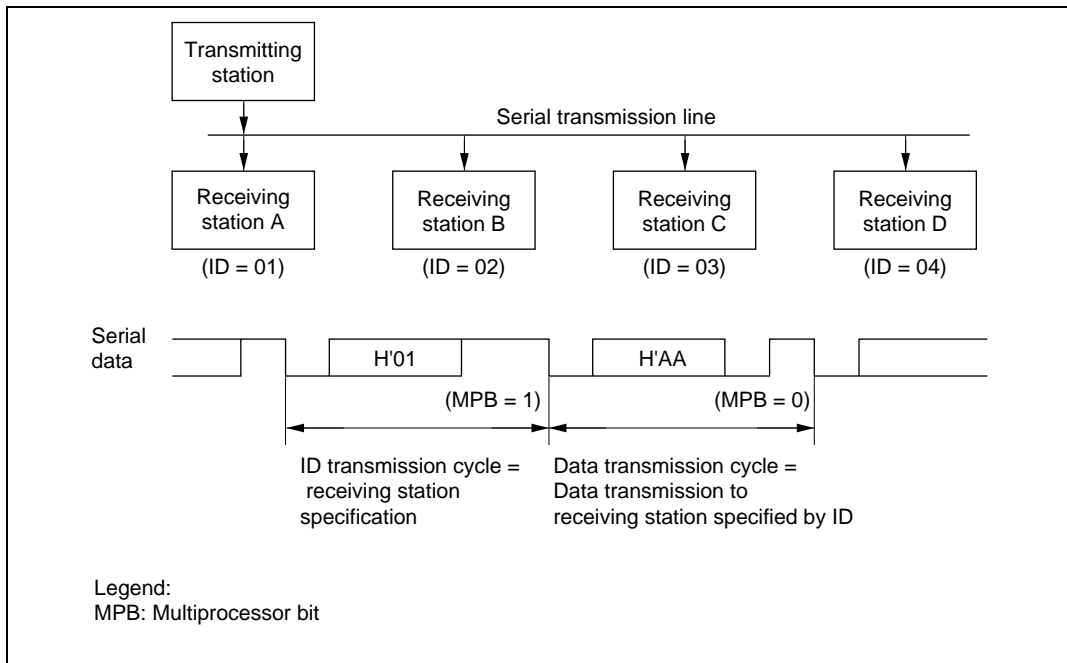 Transmitting
station
Serial transmission line
Receiving
station A
Receiving
station B
Receiving
station C
Receiving
station D
(ID = 01)
(ID = 02)
(ID = 03)
(ID = 04)
Serial
data
H'01
H'AA
(MPB = 1)
(MPB = 0)
ID transmission cycle =
receiving station
specification
Data transmission cycle =
Data transmission to
receiving station specified by ID
Legend:
MPB: Multiprocessor bit